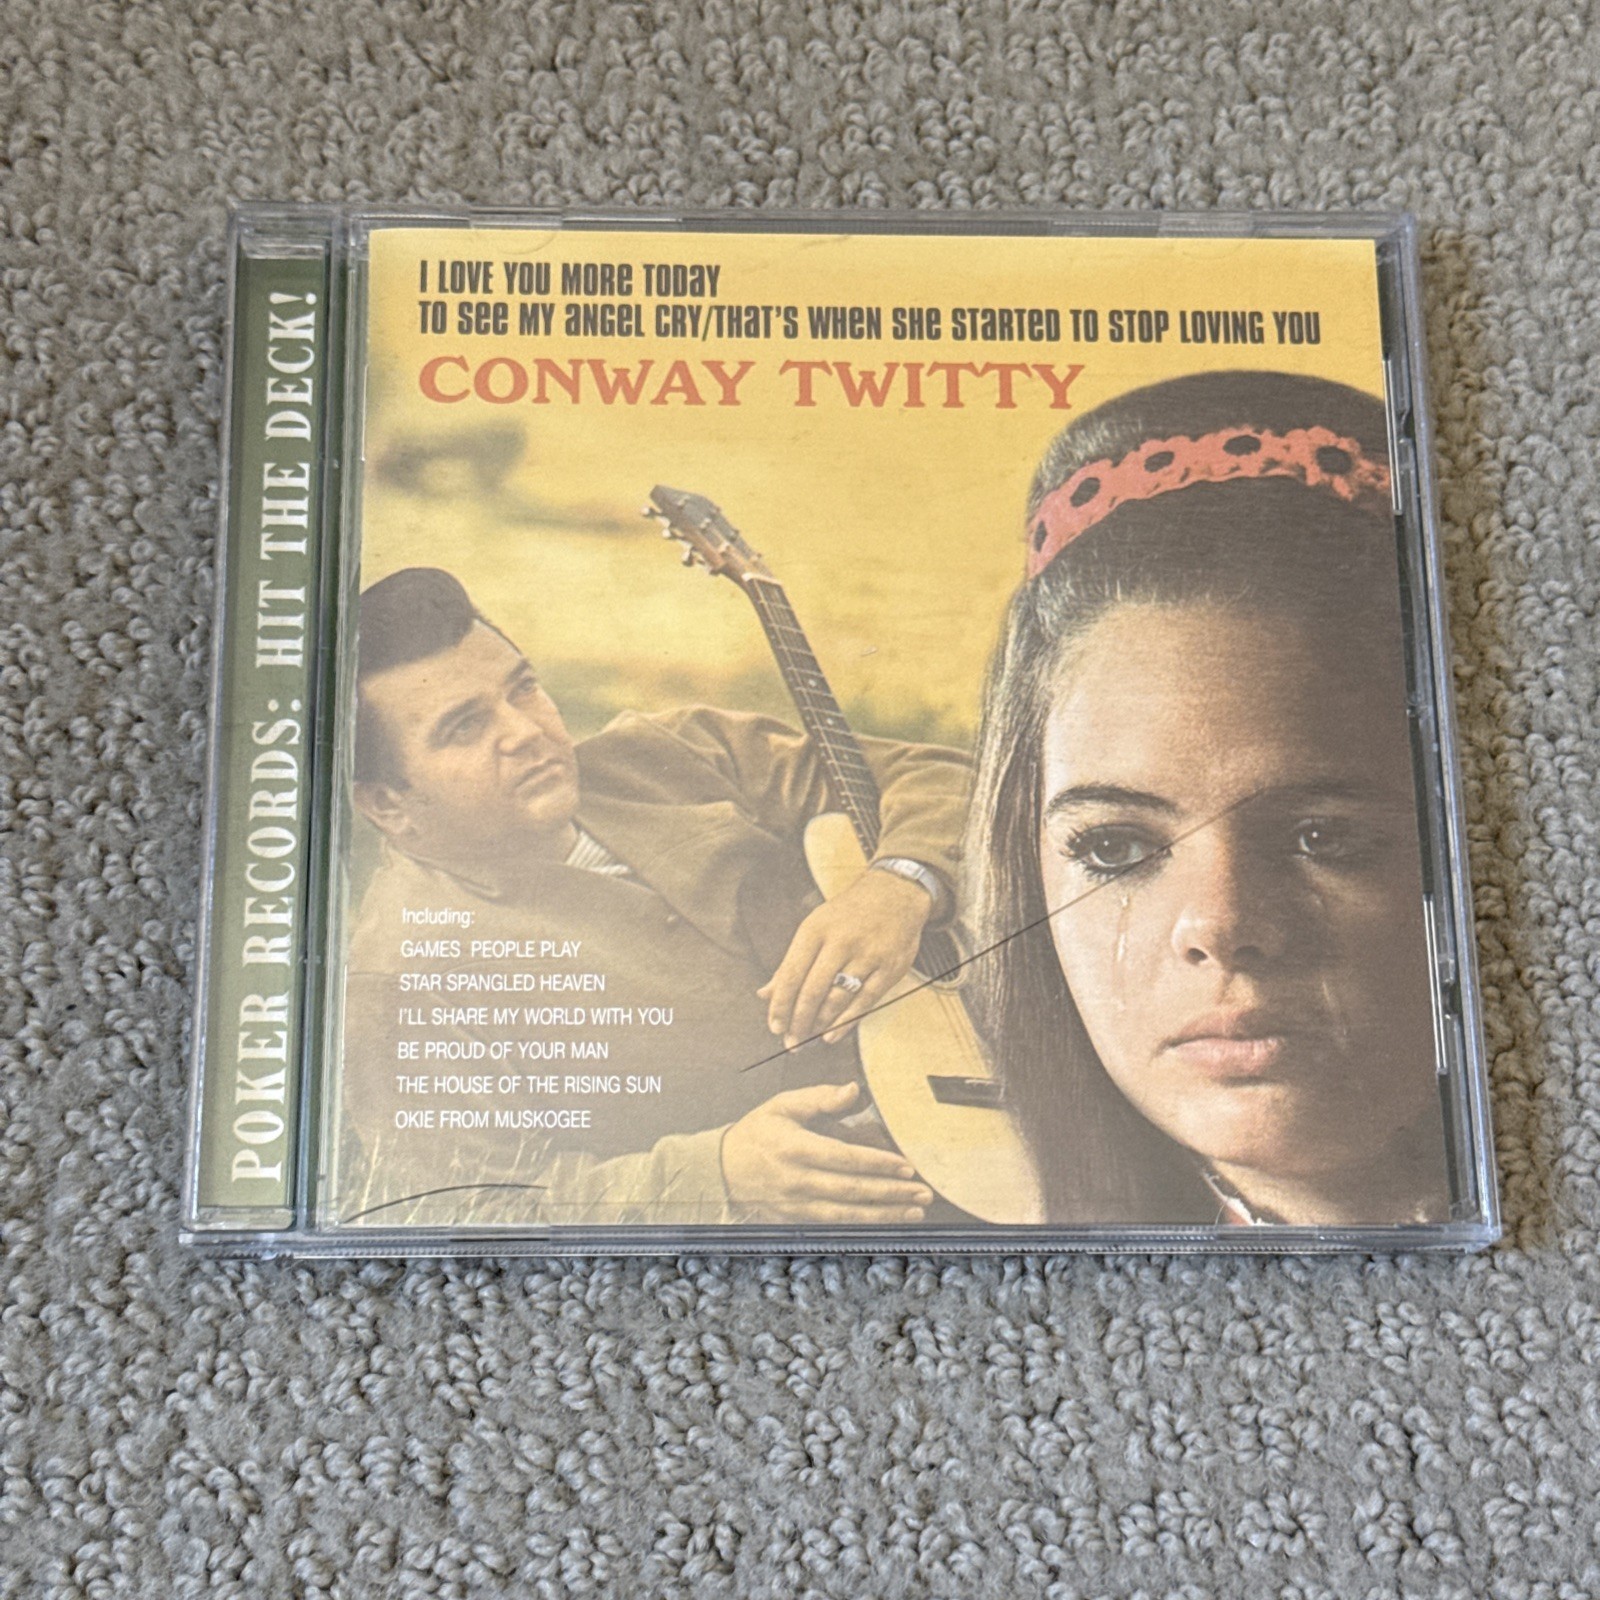 POKER RECORDS: HIT THE DECK!
I LOVE YOU MORE TODAY
TO SEE MY ANGEL CRY/THAT'S WHEN SHE STARTED TO STOP LOVING YOU
CONWAY TWITTY
Including:
GAMES PEOPLE PLAY
STAR SPANGLED HEAVEN
I'LL SHARE MY WORLD WITH YOU
BE PROUD OF YOUR MAN
THE HOUSE OF THE RISING SUN
OKIE FROM MUSKOGEE